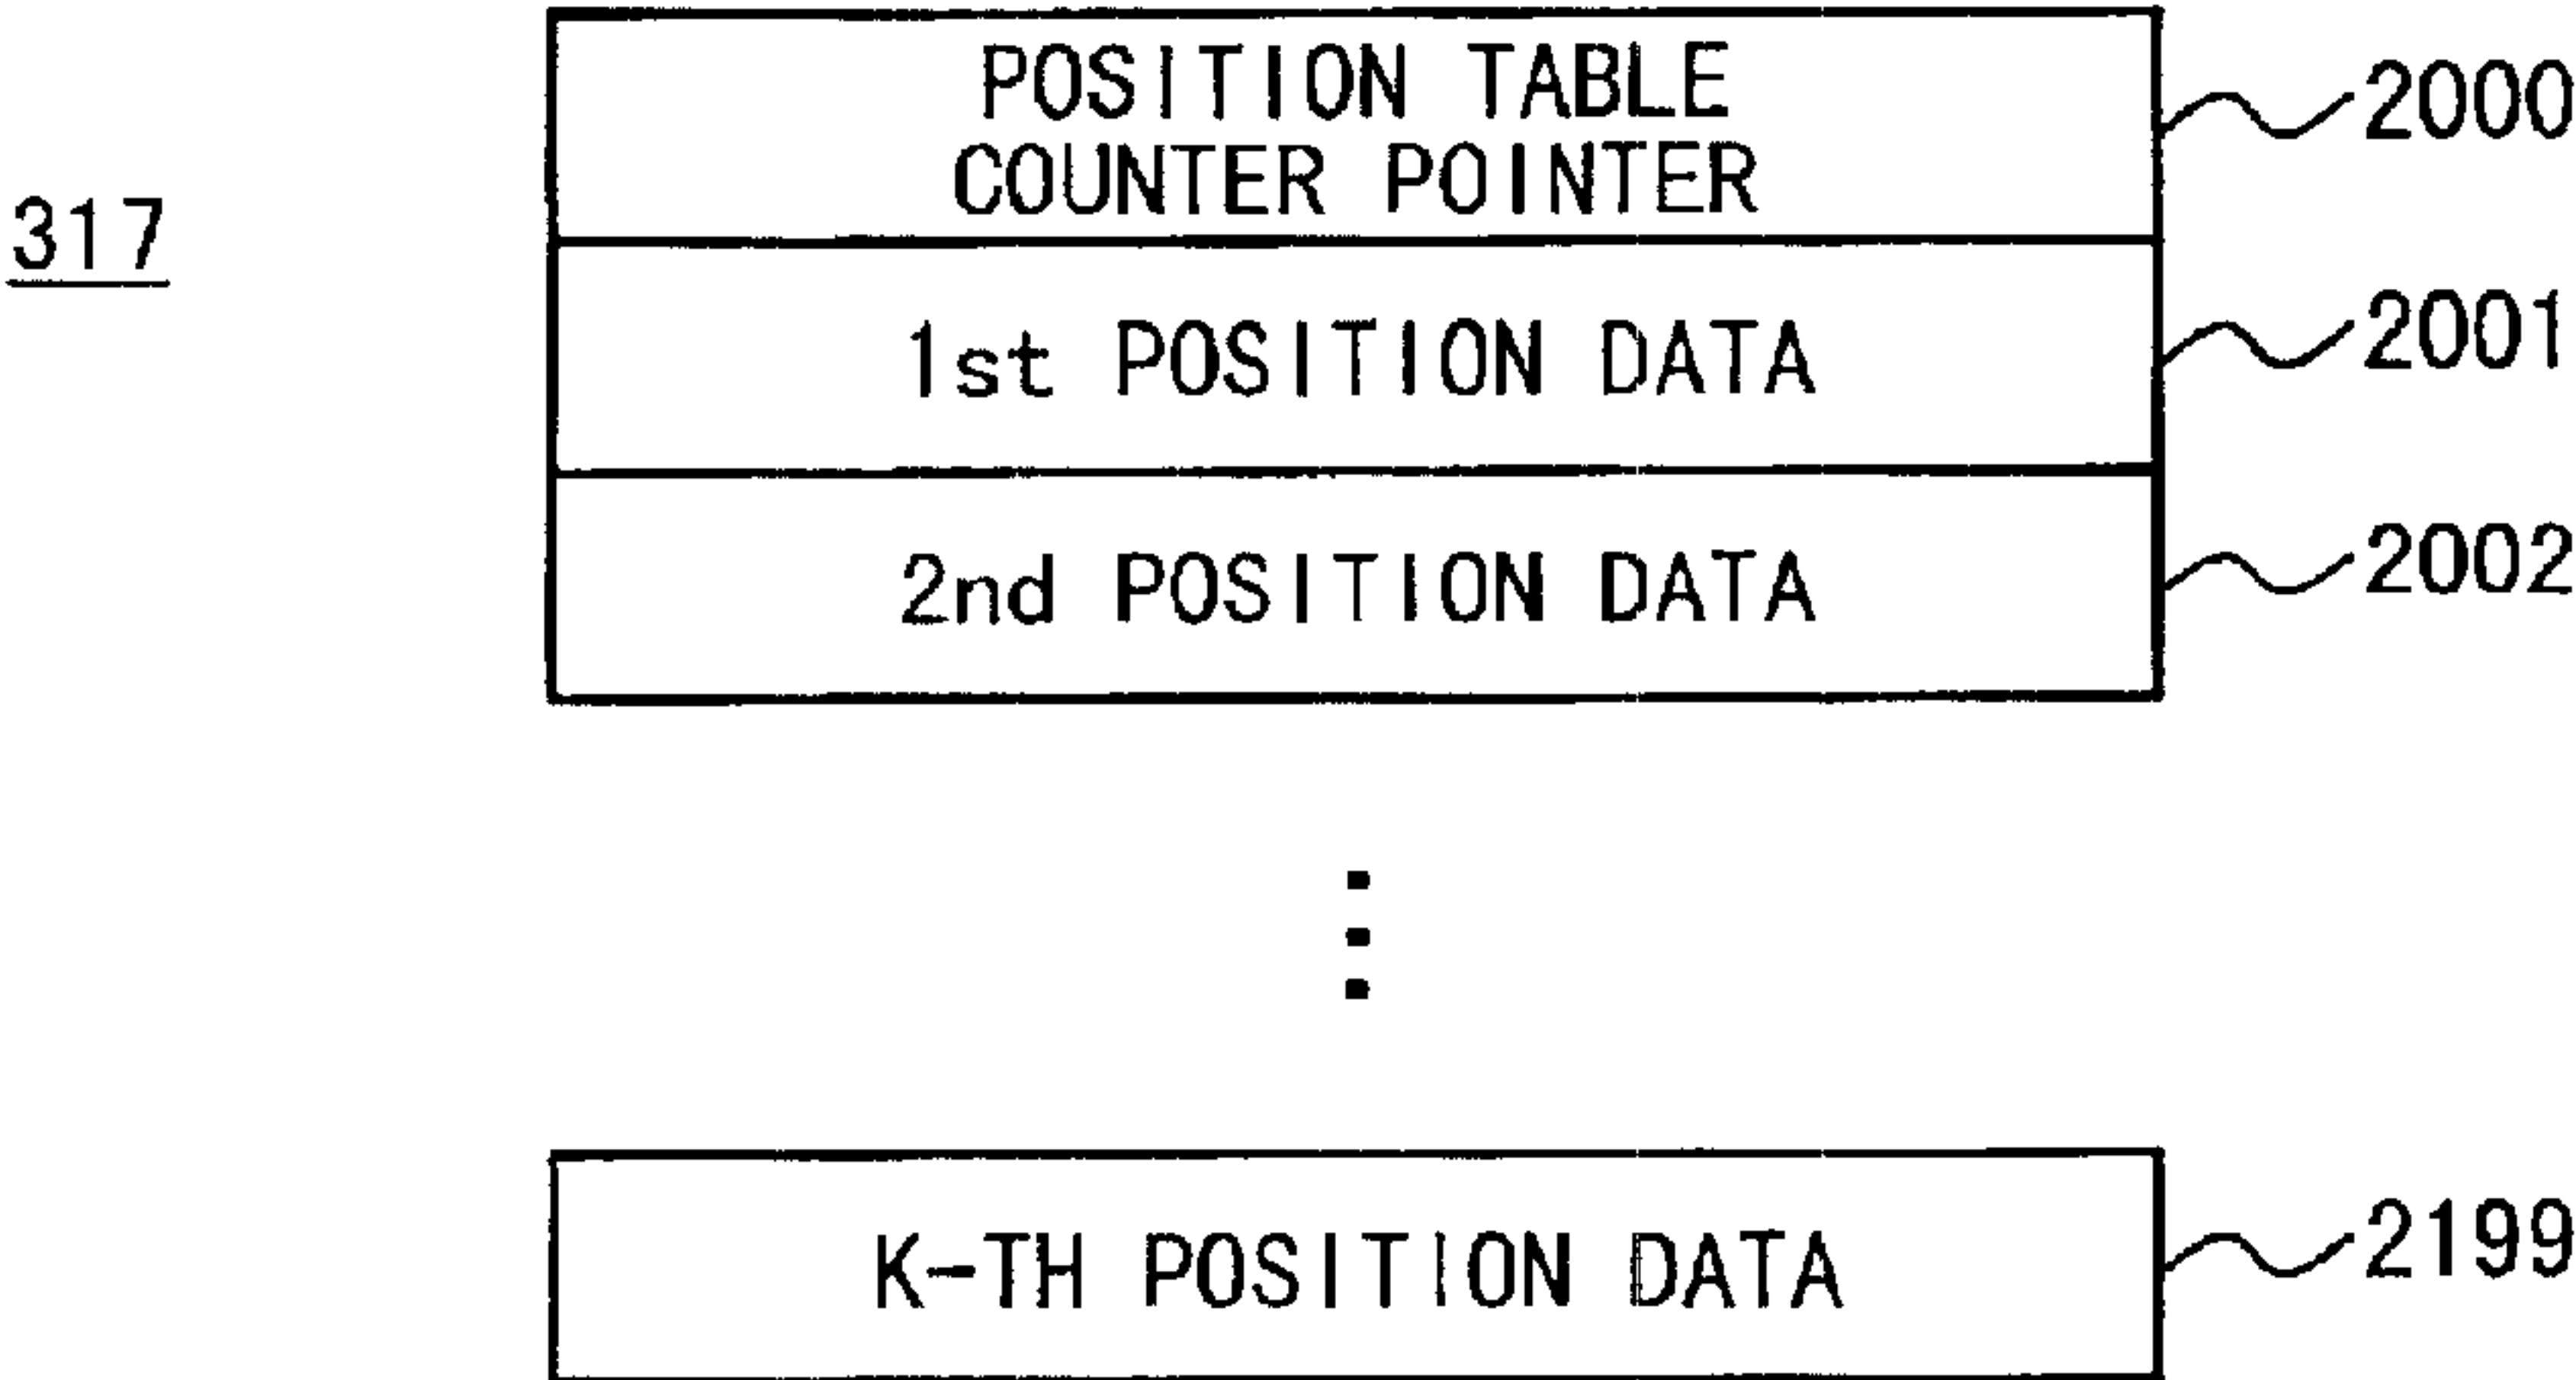 317
POSITION TABLE
COUNTER POINTER
2000
1st POSITION DATA
2001
2nd POSITION DATA
2002
K-TH POSITION DATA
2199